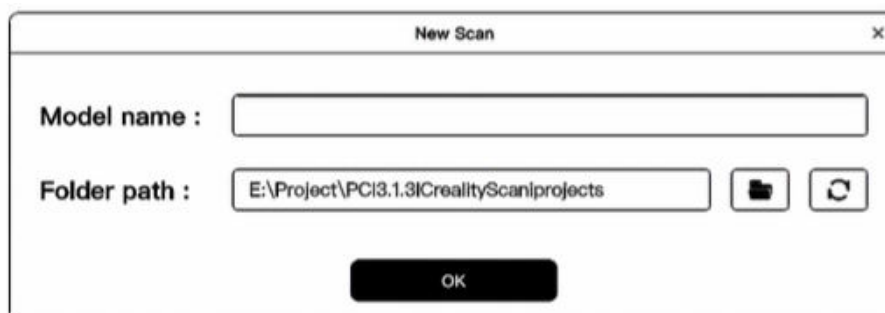 New Scan
Model name :
Folder path : E:\Project\PC|3.1.3|CrealityScan|projects
OK